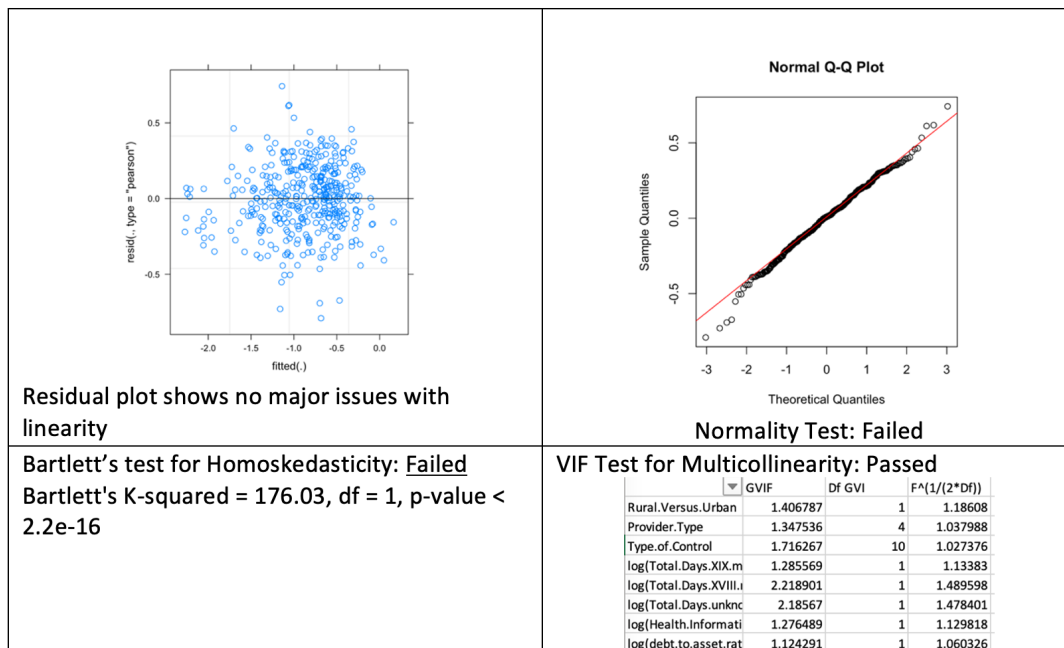 resid(., type = "pearson")
0.5
0.0
-0.5
-2.0 -1.5 -1.0 -0.5 0.0
fitted(.)
Residual plot shows no major issues with
linearity
Normal Q-Q Plot
Sample Quantiles
0.5
0.0
-0.5
-3 -2 -1 0 1 2 3
Theoretical Quantiles
Normality Test: Failed
Bartlett's test for Homoskedasticity: Failed
Bartlett's K-squared = 176.03, df = 1, p-value <
2.2e-16
VIF Test for Multicollinearity: Passed
GVIF Df GVI F^(1/(2*Df))
Rural.Versus.Urban 1.406787 1 1.18608
Provider.Type 1.347536 4 1.037988
Type.of.Control 1.716267 10 1.027376
log(Total.Days.XIX.m 1.285569 1 1.13383
log(Total.Days.XVIII. 2.218901 1 1.489598
log(Total.Days.unkno 2.18567 1 1.478401
log(Health.Informati 1.276489 1 1.129818
log(debt.to.asset.rat 1.124291 1 1.060326